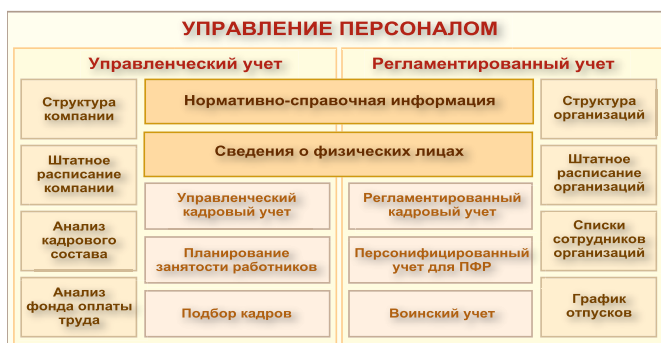 УПРАВЛЕНИЕ ПЕРСОНАЛОМ
Управленческий учет
Регламентированный учет
Структура
компании
Нормативно-справочная информация
Структура
организаций
Сведения о физических лицах
Штатное
расписание
компании
Управленческий
кадровый учет
Регламентированный
кадровый учет
Штатное
расписание
организаций
Анализ
кадрового
состава
Планирование
занятости работников
Персонифицированный
учет для ПФР
Списки
сотрудников
организаций
Анализ
фонда оплаты
труда
Подбор кадров
Воинский учет
График
отпусков